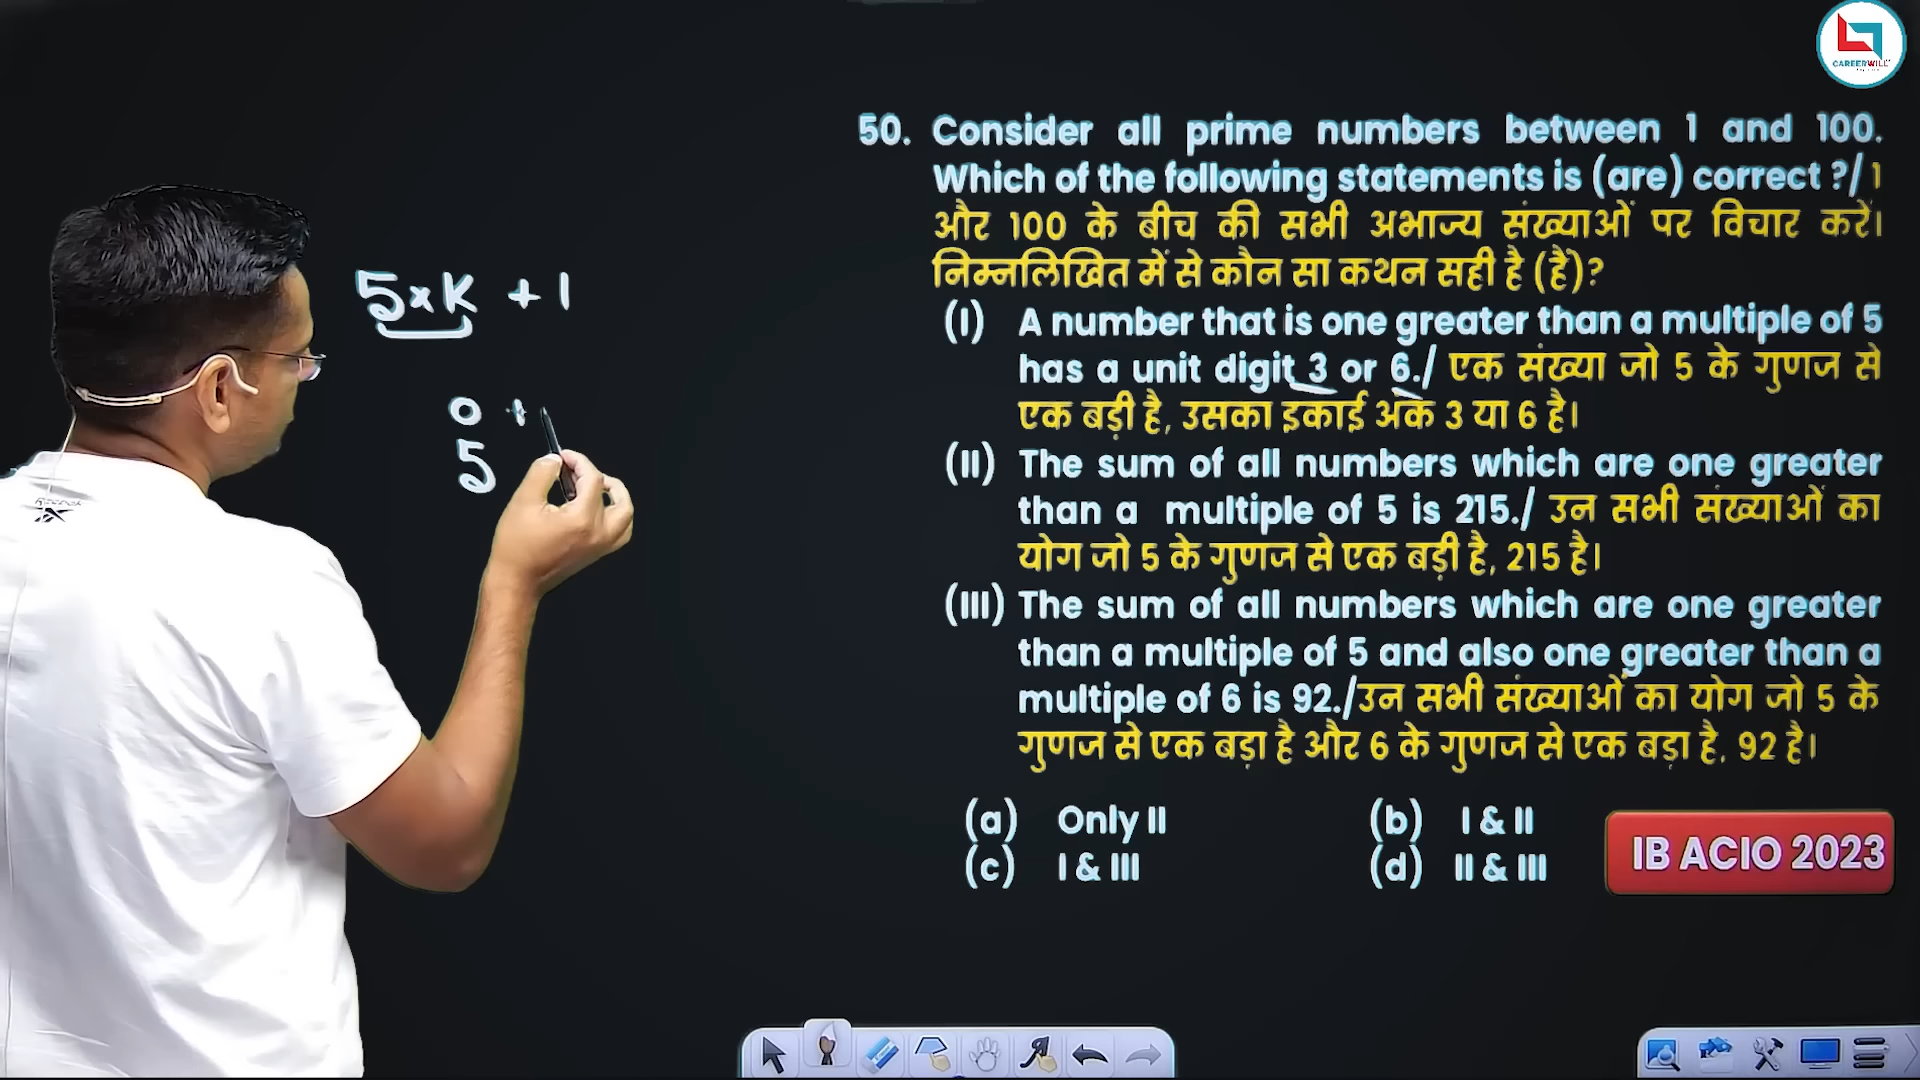 CAREERWILL
50. Consider all prime numbers between 1 and 100.
Which of the following statements is (are) correct ?/ 1
और 100 के बीच की सभी अभाज्य संख्याओं पर विचार करें।
निम्नलिखित में से कौन सा कथन सही है (हैं)?
(I) A number that is one greater than a multiple of 5
has a unit digit 3 or 6./ एक संख्या जो 5 के गुणज से
एक बड़ी है, उसका इकाई अंक 3 या 6 है।
(II) The sum of all numbers which are one greater
than a multiple of 5 is 215./ उन सभी संख्याओं का
योग जो 5 के गुणज से एक बड़ी है, 215 है।
(III) The sum of all numbers which are one greater
than a multiple of 5 and also one greater than a
multiple of 6 is 92./उन सभी संख्याओं का योग जो 5 के
गुणज से एक बड़ा है और 6 के गुणज से एक बड़ा है, 92 है।
(a) Only II (b) I & II
(c) I & III (d) II & III
IB ACIO 2023
5×K + 1
0 +
5